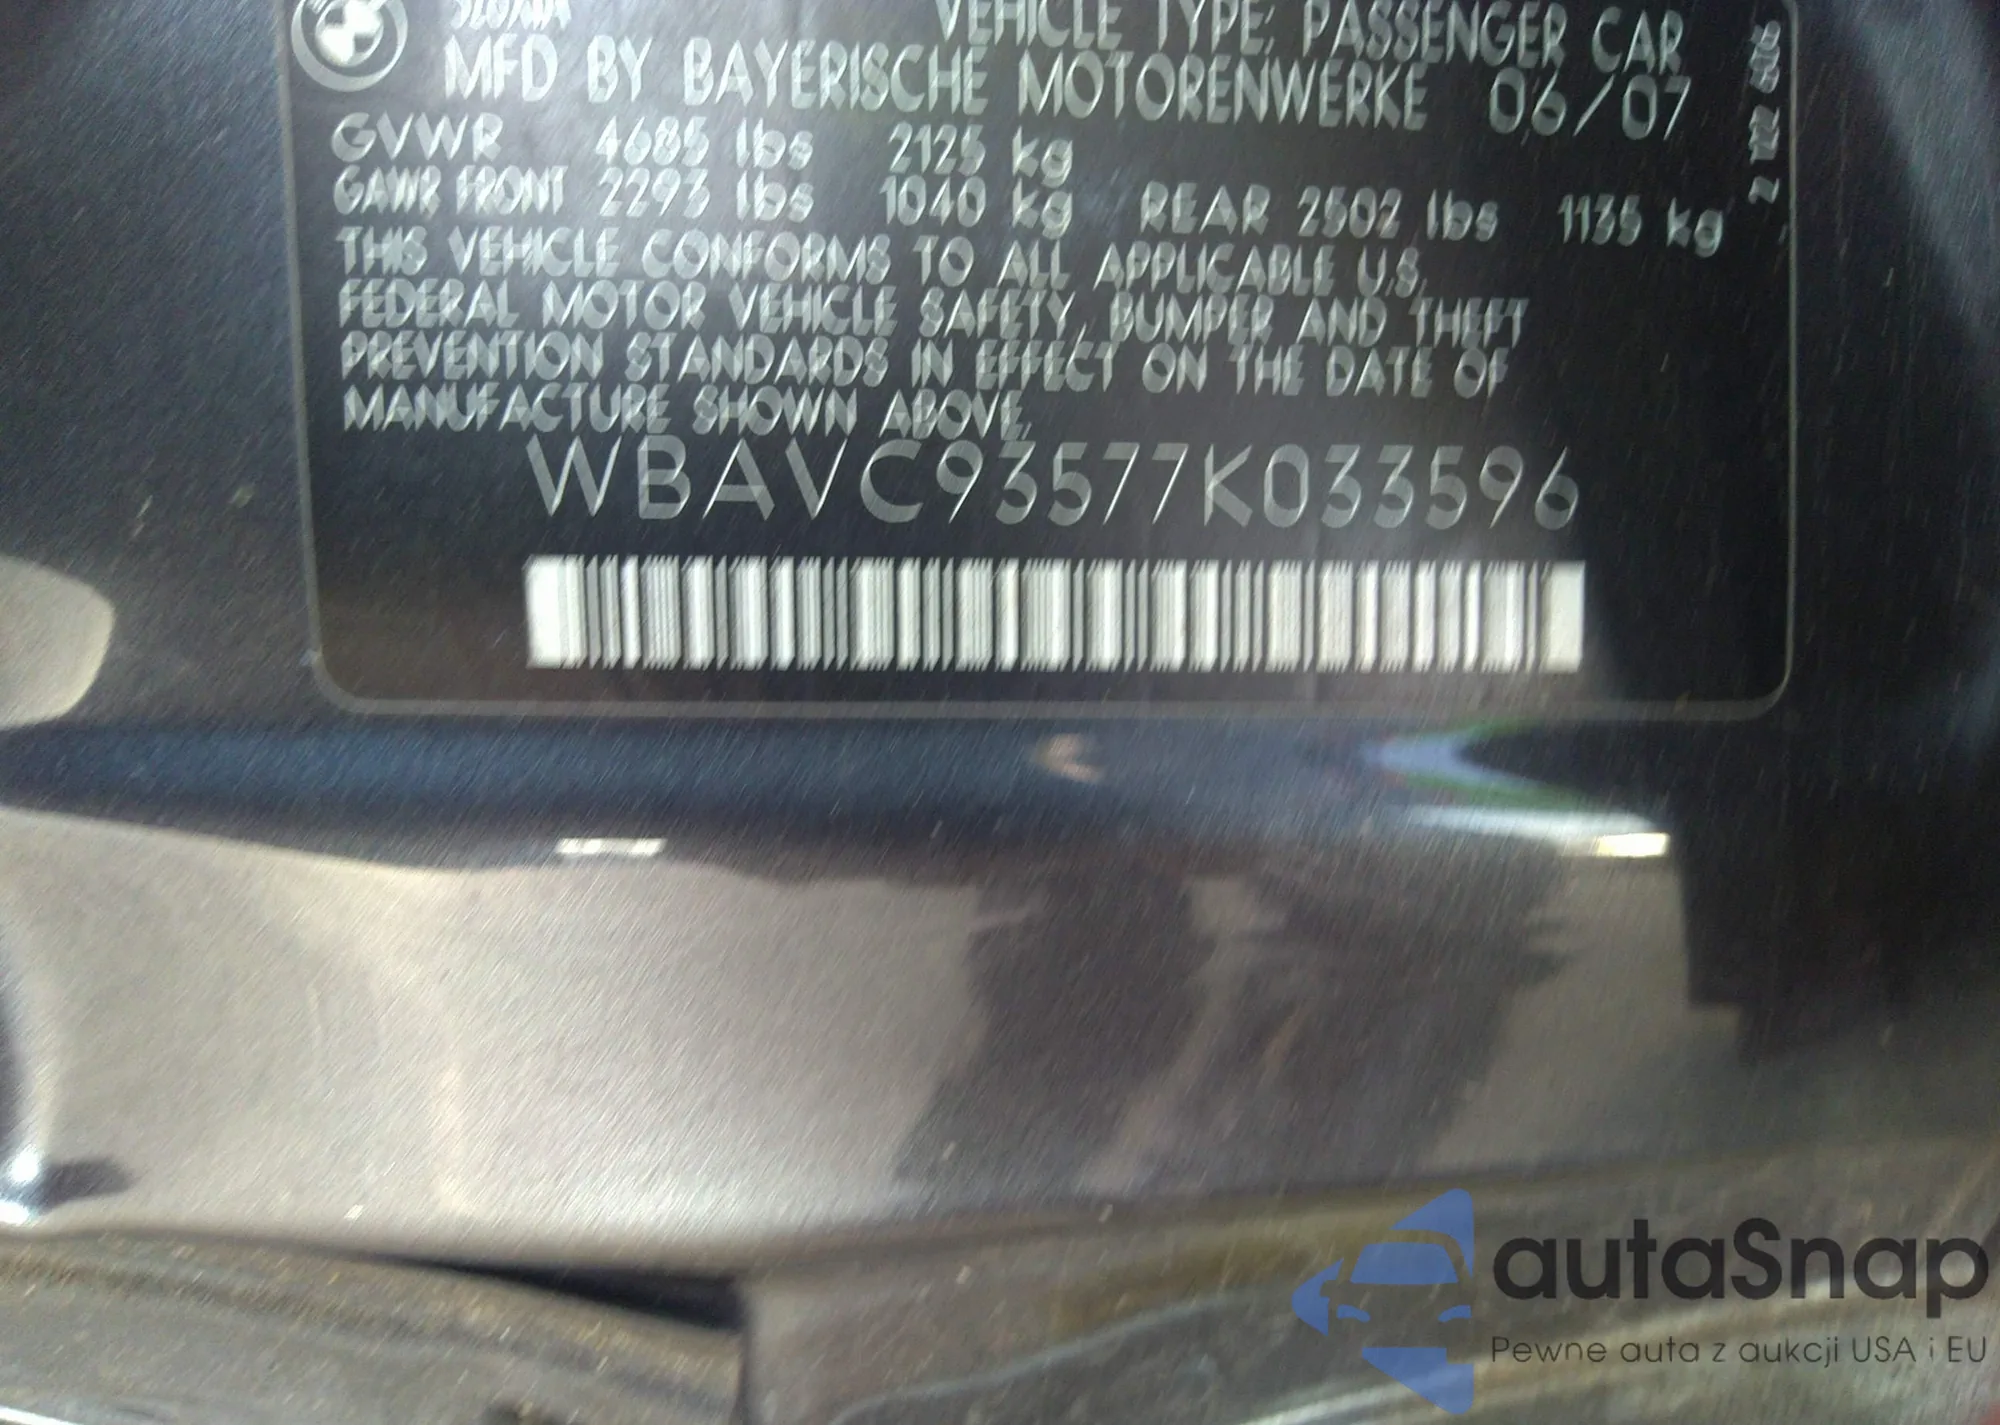 VEHICLE TYPE: PASSENGER CAR
MFD BY BAYERISCHE MOTORENWERKE 06/07
GVWR 4685 lbs 2125 kg
GAWR FRONT 2293 lbs 1040 kg REAR 2502 lbs 1135 kg
THIS VEHICLE CONFORMS TO ALL APPLICABLE U.S.
FEDERAL MOTOR VEHICLE SAFETY, BUMPER AND THEFT
PREVENTION STANDARDS IN EFFECT ON THE DATE OF
MANUFACTURE SHOWN ABOVE.
WBAVC93577K033596
7 122 606
autaSnap
Pewne auta z aukcji USA i EU